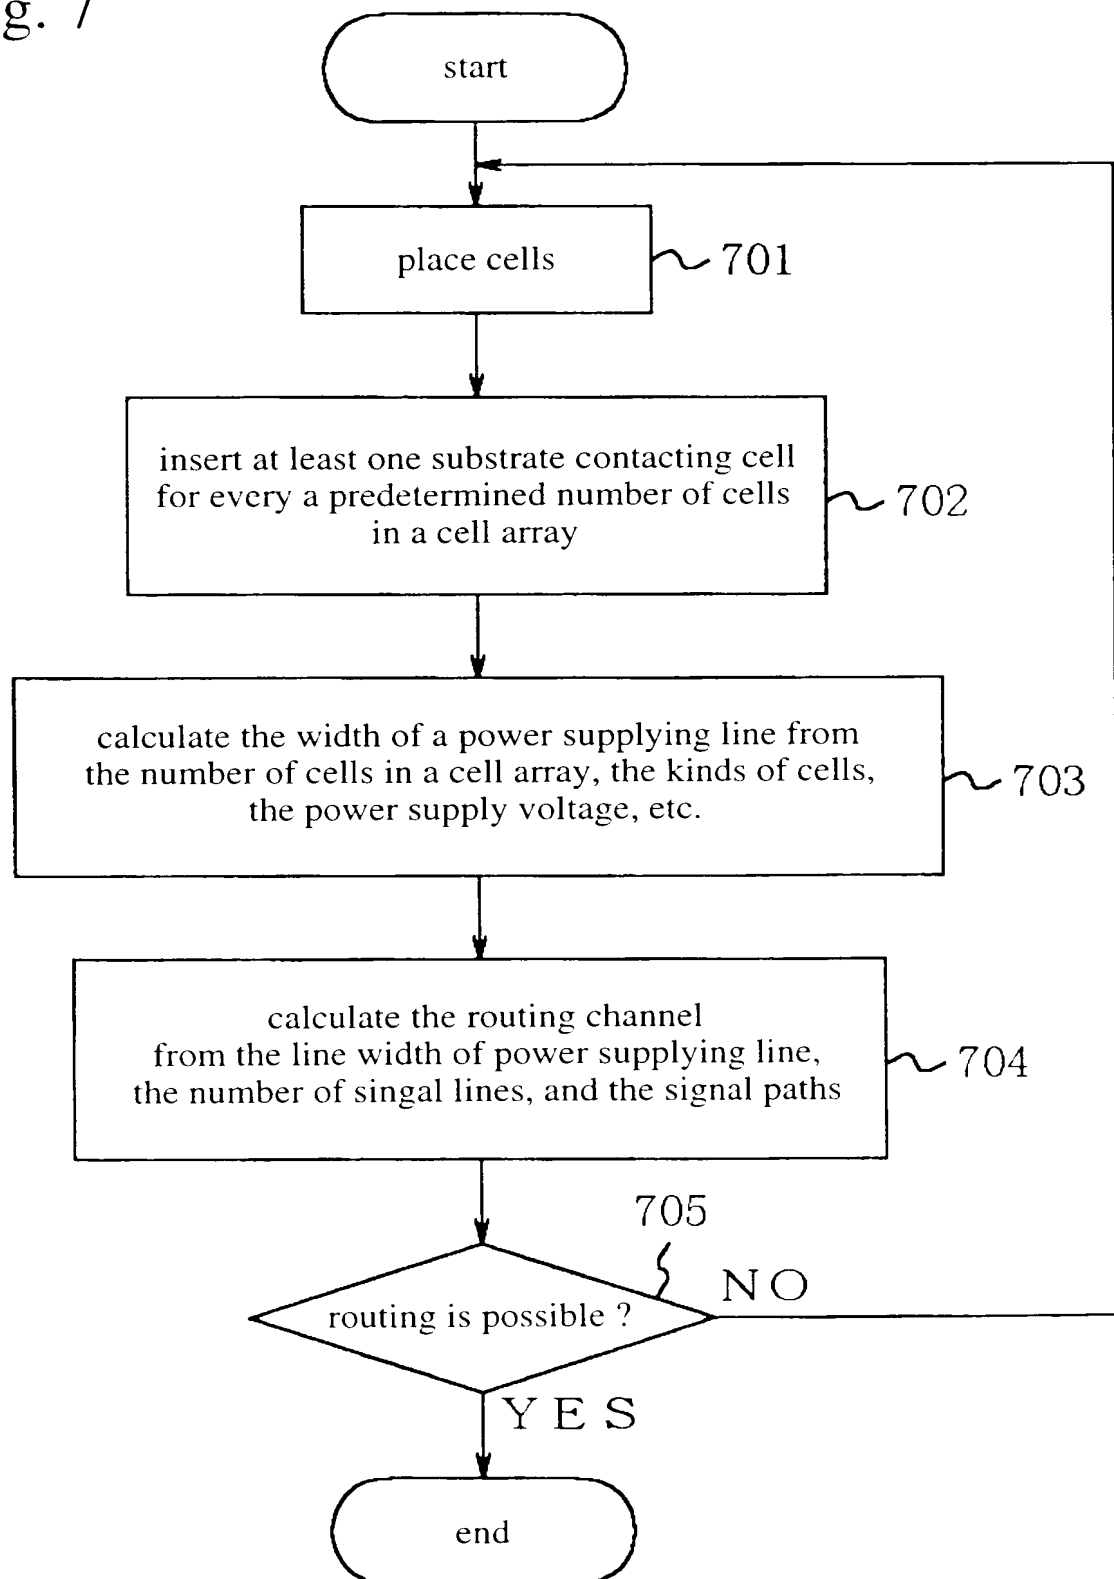 g. 7
start
place cells
701
insert at least one substrate contacting cell
for every a predetermined number of cells
in a cell array
702
calculate the width of a power supplying line from
the number of cells in a cell array, the kinds of cells,
the power supply voltage, etc.
703
calculate the routing channel
from the line width of power supplying line,
the number of singal lines, and the signal paths
704
705
routing is possible ?
NO
YES
end